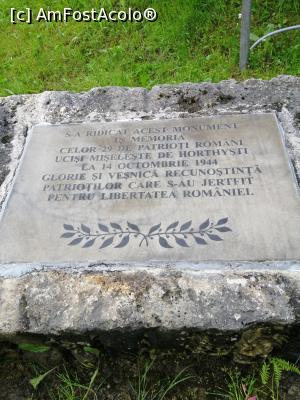 [c] AmFostAcolo®
S-A RIDICAT ACEST MONUMENT
IN MEMORIA
CELOR 29 DE PATRIOȚI ROMÂNI
UCIȘI MIȘELEȘTE DE HORTHYȘTI
LA 14 OCTOMBRIE 1944
GLORIE ȘI VEȘNICĂ RECUNOȘTINȚĂ
PATRIOȚILOR CARE S-AU JERTFIT
PENTRU LIBERTATEA ROMÂNIEI.